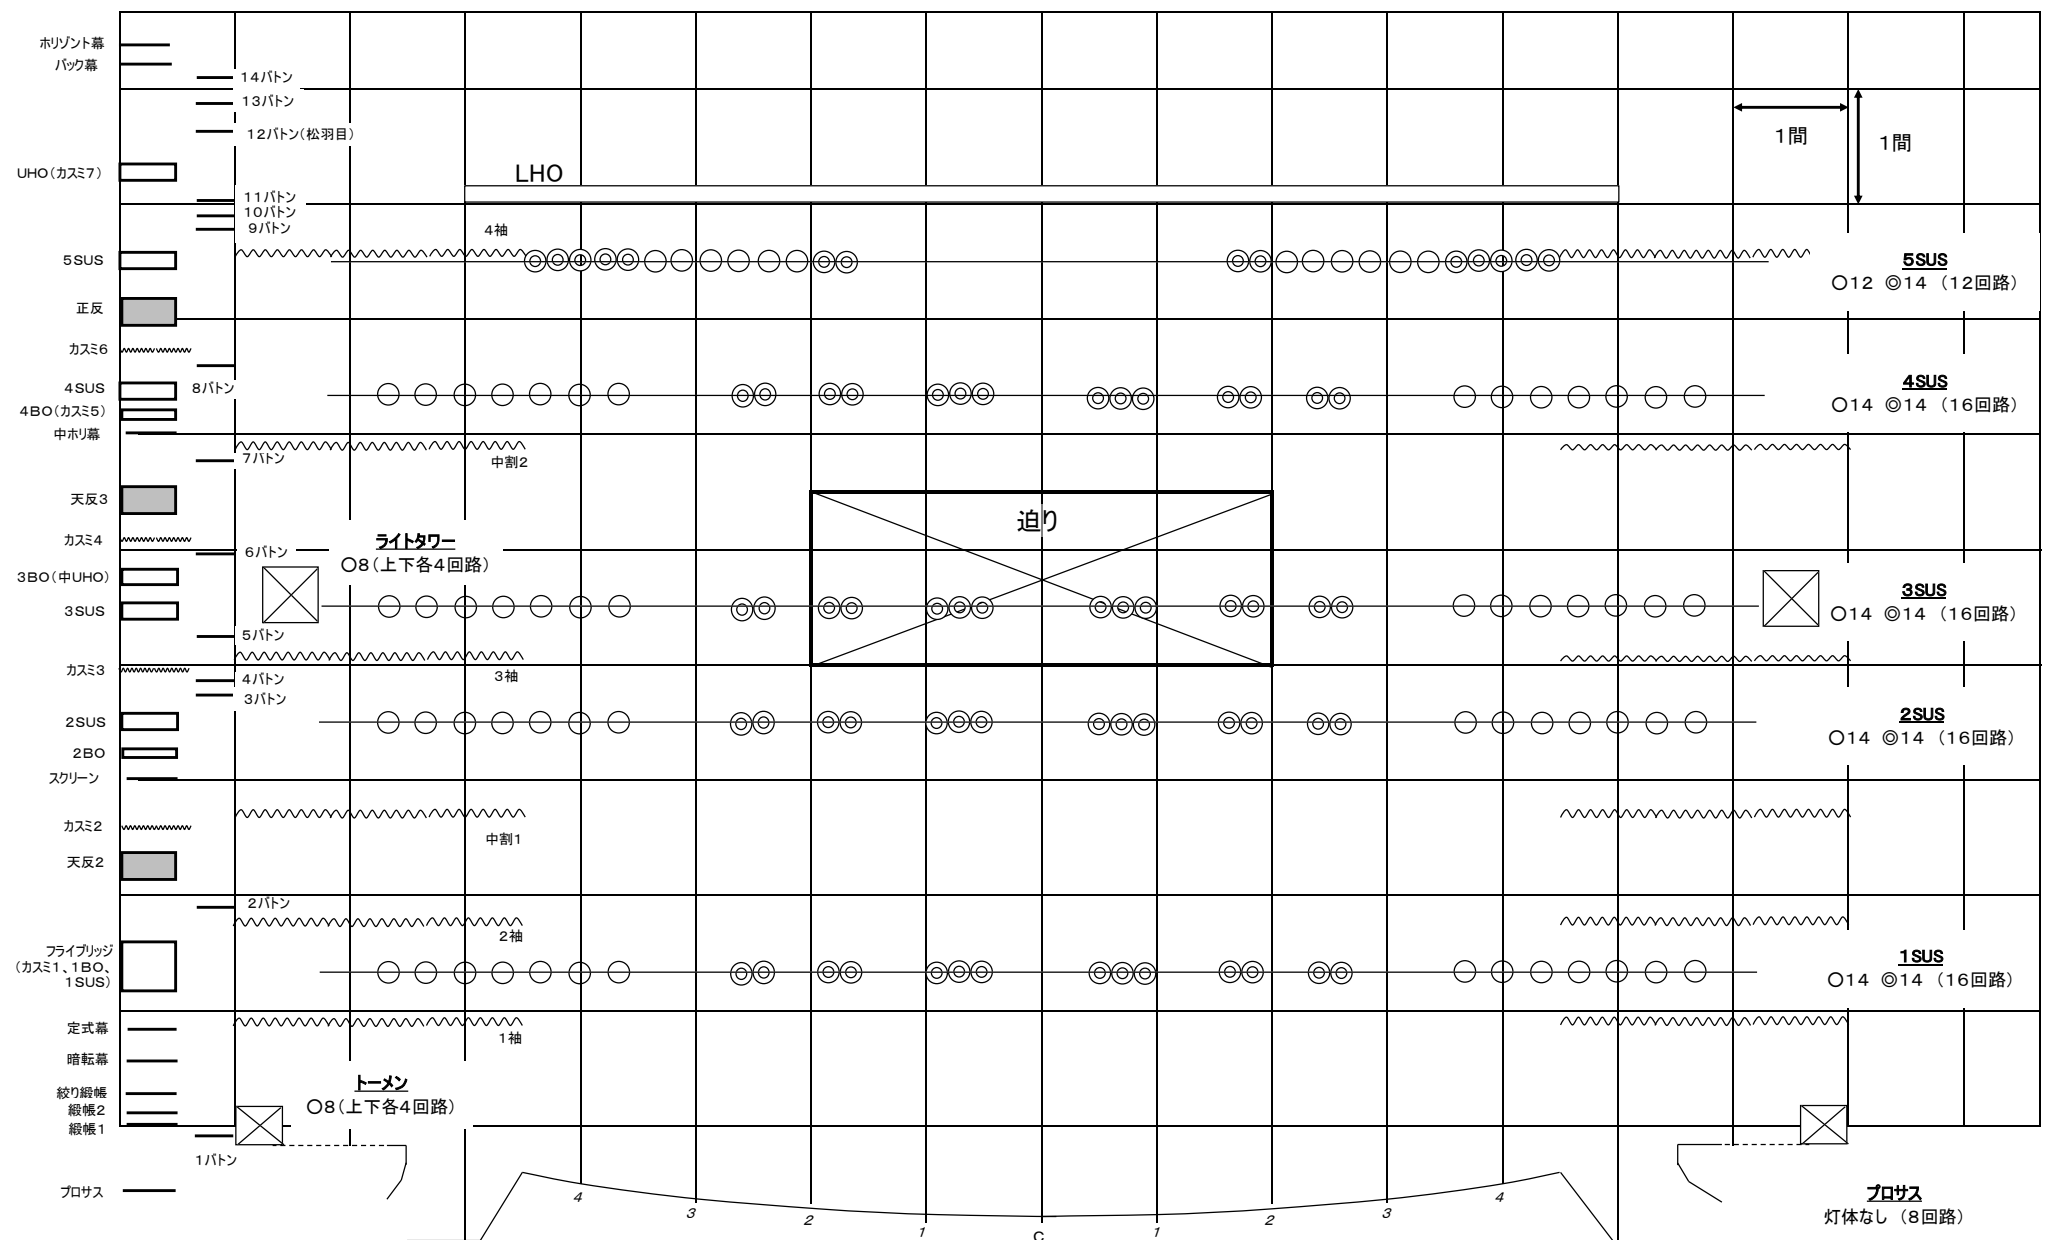 ホリゾント幕
バック幕
14バトン
13バトン
12バトン(松羽目)
1間
1間
UHO(カスミ7)
LHO
11バトン
10バトン
9バトン
4袖
5SUS
5SUS
○12 ◎14 (12回路)
正反
カスミ6
4SUS
8バトン
4SUS
○14 ◎14 (16回路)
4BO(カスミ5)
中ホリ幕
7バトン
中割2
天反3
迫り
カスミ4
6バトン
ライトタワー
○8(上下各4回路)
3BO(中UHO)
3SUS
3SUS
○14 ◎14 (16回路)
5バトン
カスミ3
4バトン
3袖
3バトン
2SUS
2SUS
○14 ◎14 (16回路)
2BO
スクリーン
カスミ2
中割1
天反2
2バトン
2袖
フライブリッジ
(カスミ1、1BO、
1SUS)
1SUS
○14 ◎14 (16回路)
定式幕
1袖
暗転幕
トーメン
○8(上下各4回路)
絞り緞帳
緞帳2
緞帳1
1バトン
プロサス
プロサス
灯体なし (8回路)
4
3
2
1
C
1
2
3
4